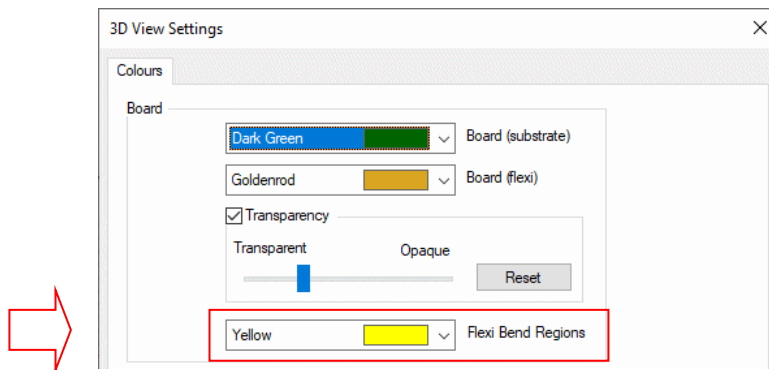 3D View Settings
Colours
Board
Dark Green
Board (substrate)
Goldenrod
Board (flexi)
Transparency
Transparent
Opaque
Reset
Yellow
Flexi Bend Regions